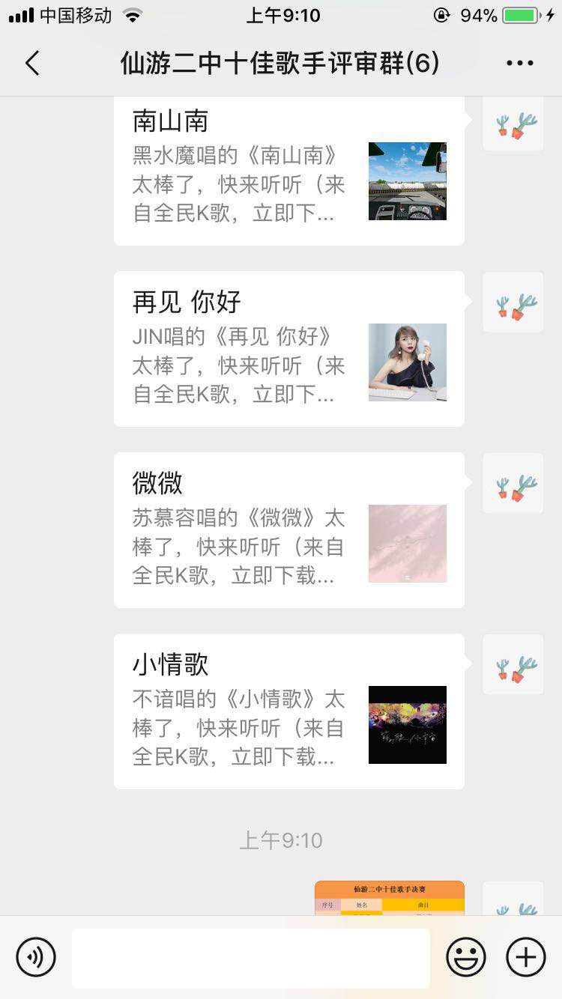 中国移动
上午9:10
94%
仙游二中十佳歌手评审群(6)
南山南
黑水魔唱的《南山南》
太棒了，快来听听（来
自全民K歌，立即下...
再见 你好
JIN唱的《再见 你好》
太棒了，快来听听（来
自全民K歌，立即下...
微微
苏慕容唱的《微微》太
棒了，快来听听（来自
全民K歌，立即下载...
小情歌
不谙唱的《小情歌》太
棒了，快来听听（来自
全民K歌，立即下载...
上午9:10
仙游二中十佳歌手决赛
序号 姓名 曲目